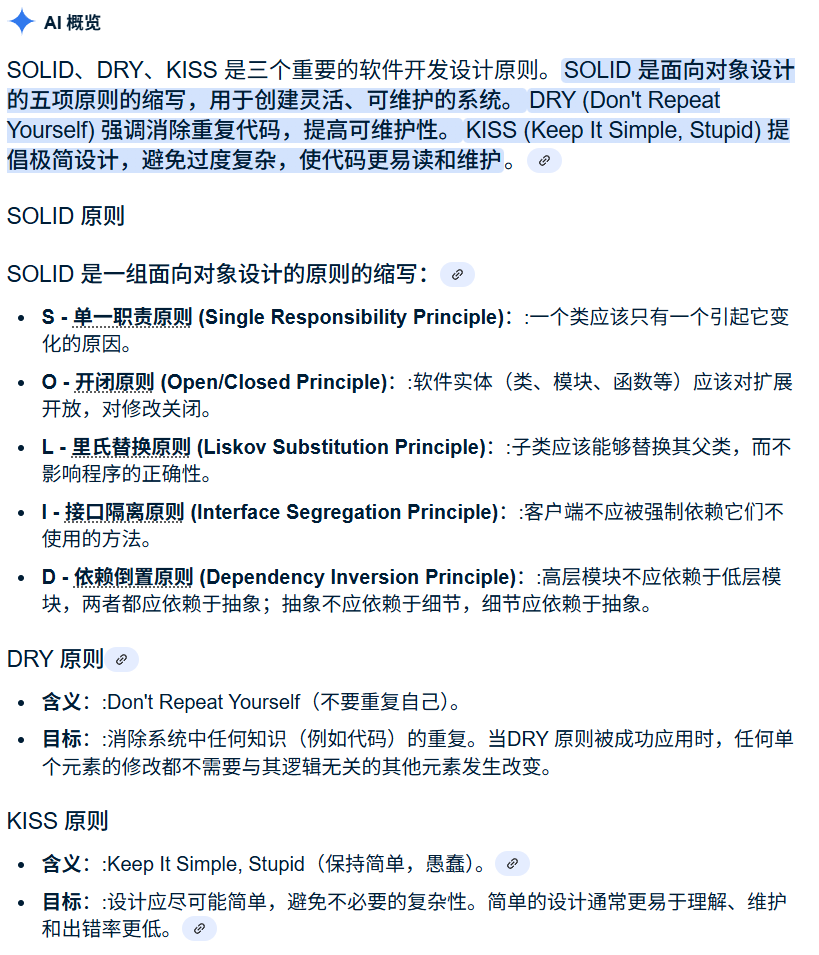 AI 概览
SOLID、DRY、KISS 是三个重要的软件开发设计原则。SOLID 是面向对象设计
的五项原则的缩写，用于创建灵活、可维护的系统。 DRY (Don't Repeat
Yourself) 强调消除重复代码，提高可维护性。 KISS (Keep It Simple, Stupid) 提
倡极简设计，避免过度复杂，使代码更易读和维护。
SOLID 原则
SOLID 是一组面向对象设计的原则的缩写：
• S - 单一职责原则 (Single Responsibility Principle)：:一个类应该只有一个引起它变
化的原因。
• O - 开闭原则 (Open/Closed Principle)：:软件实体（类、模块、函数等）应该对扩展
开放，对修改关闭。
• L - 里氏替换原则 (Liskov Substitution Principle)：:子类应该能够替换其父类，而不
影响程序的正确性。
• I - 接口隔离原则 (Interface Segregation Principle)：:客户端不应被强制依赖它们不
使用的方法。
• D - 依赖倒置原则 (Dependency Inversion Principle)：:高层模块不应依赖于低层模
块，两者都应依赖于抽象；抽象不应依赖于细节，细节应依赖于抽象。
DRY 原则
• 含义：:Don't Repeat Yourself（不要重复自己）。
• 目标：:消除系统中任何知识（例如代码）的重复。当DRY 原则被成功应用时，任何单
个元素的修改都不需要与其逻辑无关的其他元素发生改变。
KISS 原则
• 含义：:Keep It Simple, Stupid（保持简单，愚蠢）。
• 目标：:设计应尽可能简单，避免不必要的复杂性。简单的设计通常更易于理解、维护
和出错率更低。